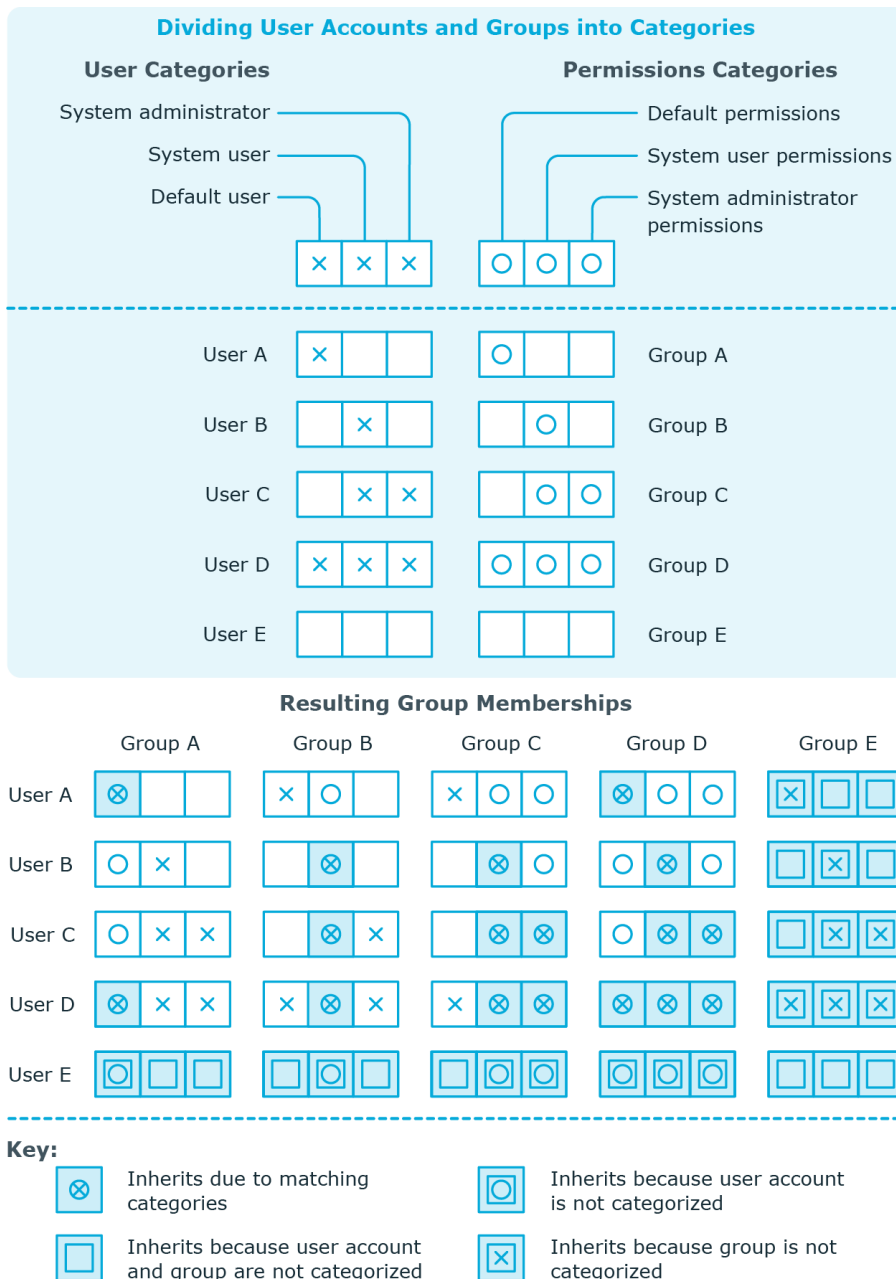 Dividing User Accounts and Groups into Categories
User Categories
Permissions Categories
System administrator
Default permissions
System user
System user permissions
Default user
System administrator
permissions
User A
Group A
User B
Group B
User C
Group C
User D
Group D
User E
Group E
Resulting Group Memberships
Group A
Group B
Group C
Group D
Group E
User A
User B
User C
User D
User E
Key:
Inherits due to matching
categories
Inherits because user account
is not categorized
Inherits because user account
and group are not categorized
Inherits because group is not
categorized